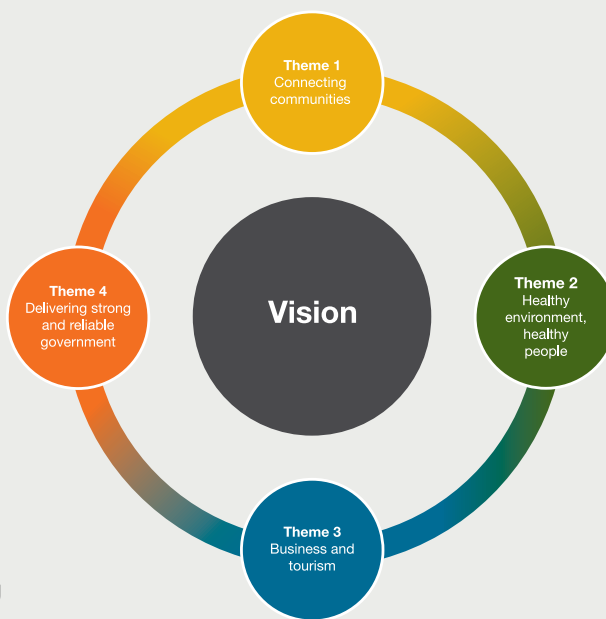 Theme 1
Connecting
communities
Theme 4
Delivering strong
and reliable
government
Vision
Theme 2
Healthy
environment,
healthy
people
Theme 3
Business and
tourism